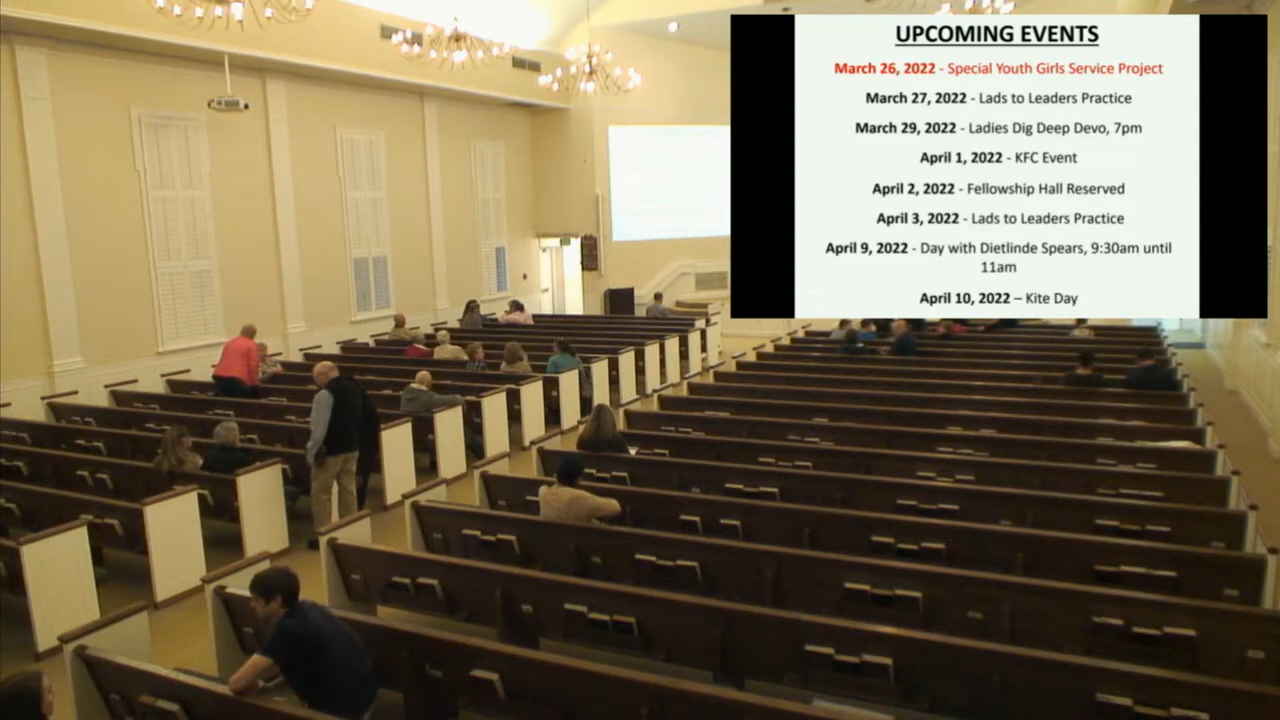 UPCOMING EVENTS
March 26, 2022 - Special Youth Girls Service Project
March 27, 2022 - Lads to Leaders Practice
March 29, 2022 - Ladies Dig Deep Devo, 7pm
April 1, 2022 - KFC Event
April 2, 2022 - Fellowship Hall Reserved
April 3, 2022 - Lads to Leaders Practice
April 9, 2022 - Day with Dietlinde Spears, 9:30am until
11am
April 10, 2022 – Kite Day